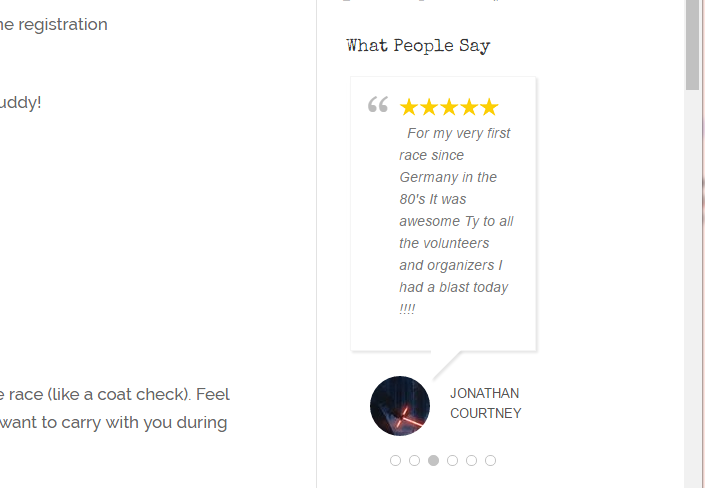 ne registration
uddy!
e race (like a coat check). Feel
want to carry with you during
What People Say
“
For my very first
race since
Germany in the
80's It was
awesome Ty to all
the volunteers
and organizers I
had a blast today
!!!!
JONATHAN
COURTNEY